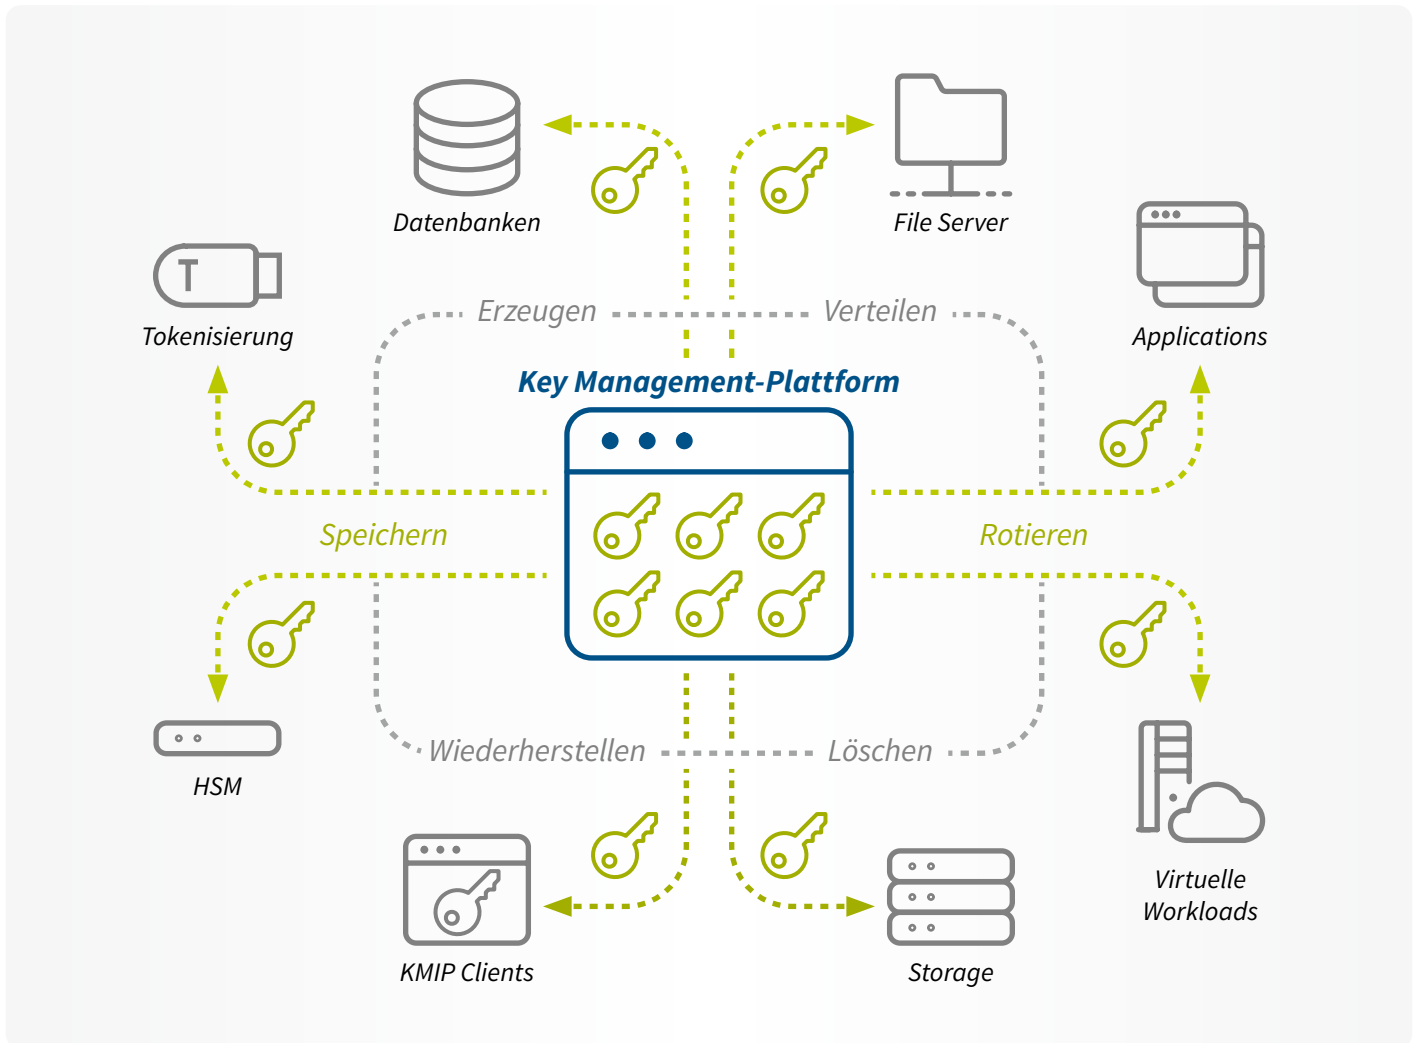 Datenbanken
File Server
Tokenisierung
Applications
Erzeugen
Verteilen
Key Management-Plattform
Speichern
Rotieren
Wiederherstellen
Löschen
HSM
Virtuelle
Workloads
KMIP Clients
Storage
T